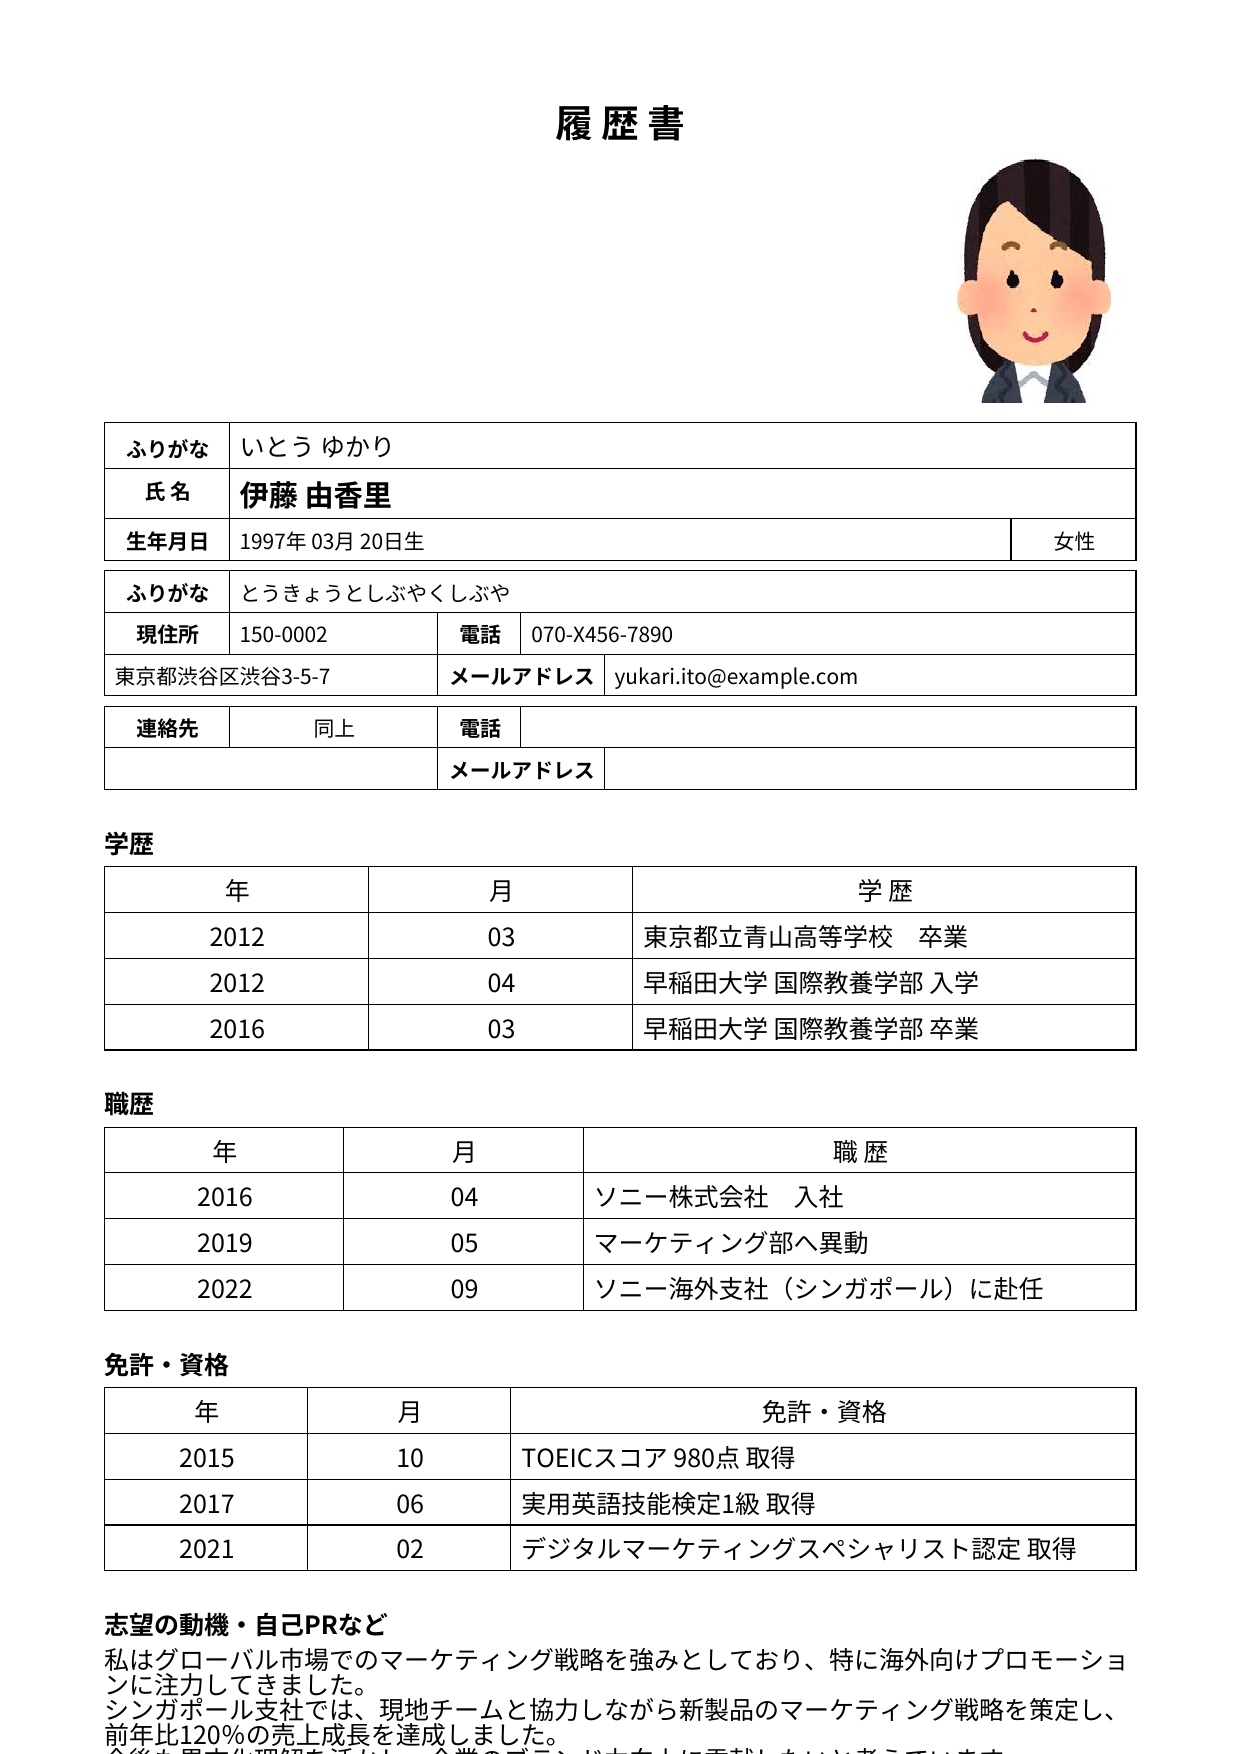 履 歴 書
ふりがな いとう ゆかり
氏 名 伊藤 由香里
生年月日 1997年 03月 20日生 女性
ふりがな とうきょうとしぶやくしぶや
現住所 150-0002 電話 070-X456-7890
東京都渋谷区渋谷3-5-7 メールアドレス yukari.ito@example.com
連絡先 同上 電話
メールアドレス
学歴
年 月 学 歴
2012 03 東京都立青山高等学校　卒業
2012 04 早稲田大学 国際教養学部 入学
2016 03 早稲田大学 国際教養学部 卒業
職歴
年 月 職 歴
2016 04 ソニー株式会社　入社
2019 05 マーケティング部へ異動
2022 09 ソニー海外支社（シンガポール）に赴任
免許・資格
年 月 免許・資格
2015 10 TOEICスコア 980点 取得
2017 06 実用英語技能検定1級 取得
2021 02 デジタルマーケティングスペシャリスト認定 取得
志望の動機・自己PRなど
私はグローバル市場でのマーケティング戦略を強みとしており、特に海外向けプロモーショ
ンに注力してきました。
シンガポール支社では、現地チームと協力しながら新製品のマーケティング戦略を策定し、
前年比120%の売上成長を達成しました。